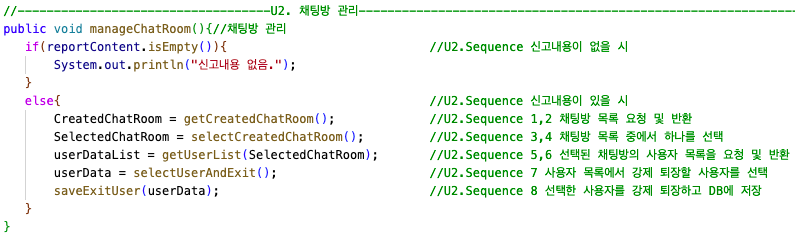 //-----------------------------------U2. 채팅방 관리------------------------------------------------------------
public void manageChatRoom(){//채팅방 관리
if(reportContent.isEmpty()){ //U2.Sequence 신고내용이 없을 시
System.out.println("신고내용 없음.");
}
else{ //U2.Sequence 신고내용이 있을 시
CreatedChatRoom = getCreatedChatRoom(); //U2.Sequence 1,2 채팅방 목록 요청 및 반환
SelectedChatRoom = selectCreatedChatRoom(); //U2.Sequence 3,4 채팅방 목록 중에서 하나를 선택
userDataList = getUserList(SelectedChatRoom); //U2.Sequence 5,6 선택된 채팅방의 사용자 목록을 요청 및 반환
userData = selectUserAndExit(); //U2.Sequence 7 사용자 목록에서 강제 퇴장할 사용자를 선택
saveExitUser(userData); //U2.Sequence 8 선택한 사용자를 강제 퇴장하고 DB에 저장
}
}